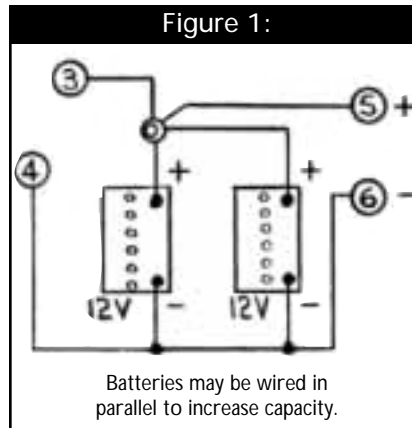 Figure 1:
3
5 +
4
+ +
6 -
12V - 12V -
Batteries may be wired in
parallel to increase capacity.